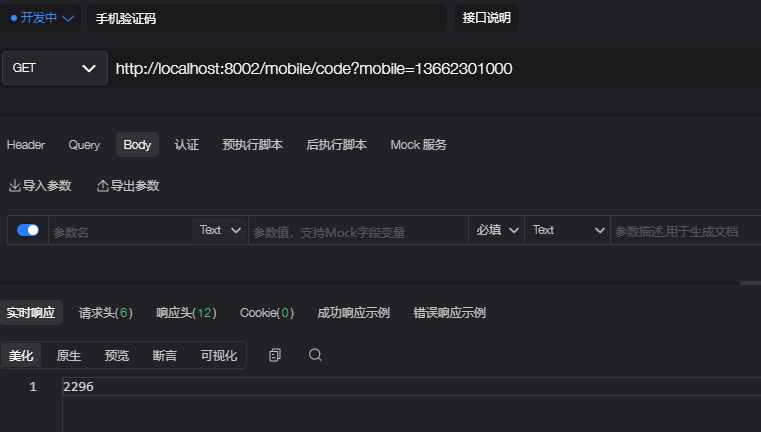 开发中 手机验证码 接口说明
GET http://localhost:8002/mobile/code?mobile=13662301000
Header Query Body 认证 预执行脚本 后执行脚本 Mock 服务
导入参数 导出参数
参数名 Text 参数值，支持Mock字段变量 必填 Text 参数描述,用于生成文档
实时响应 请求头(6) 响应头(12) Cookie(0) 成功响应示例 错误响应示例
美化 原生 预览 断言 可视化
1 2296